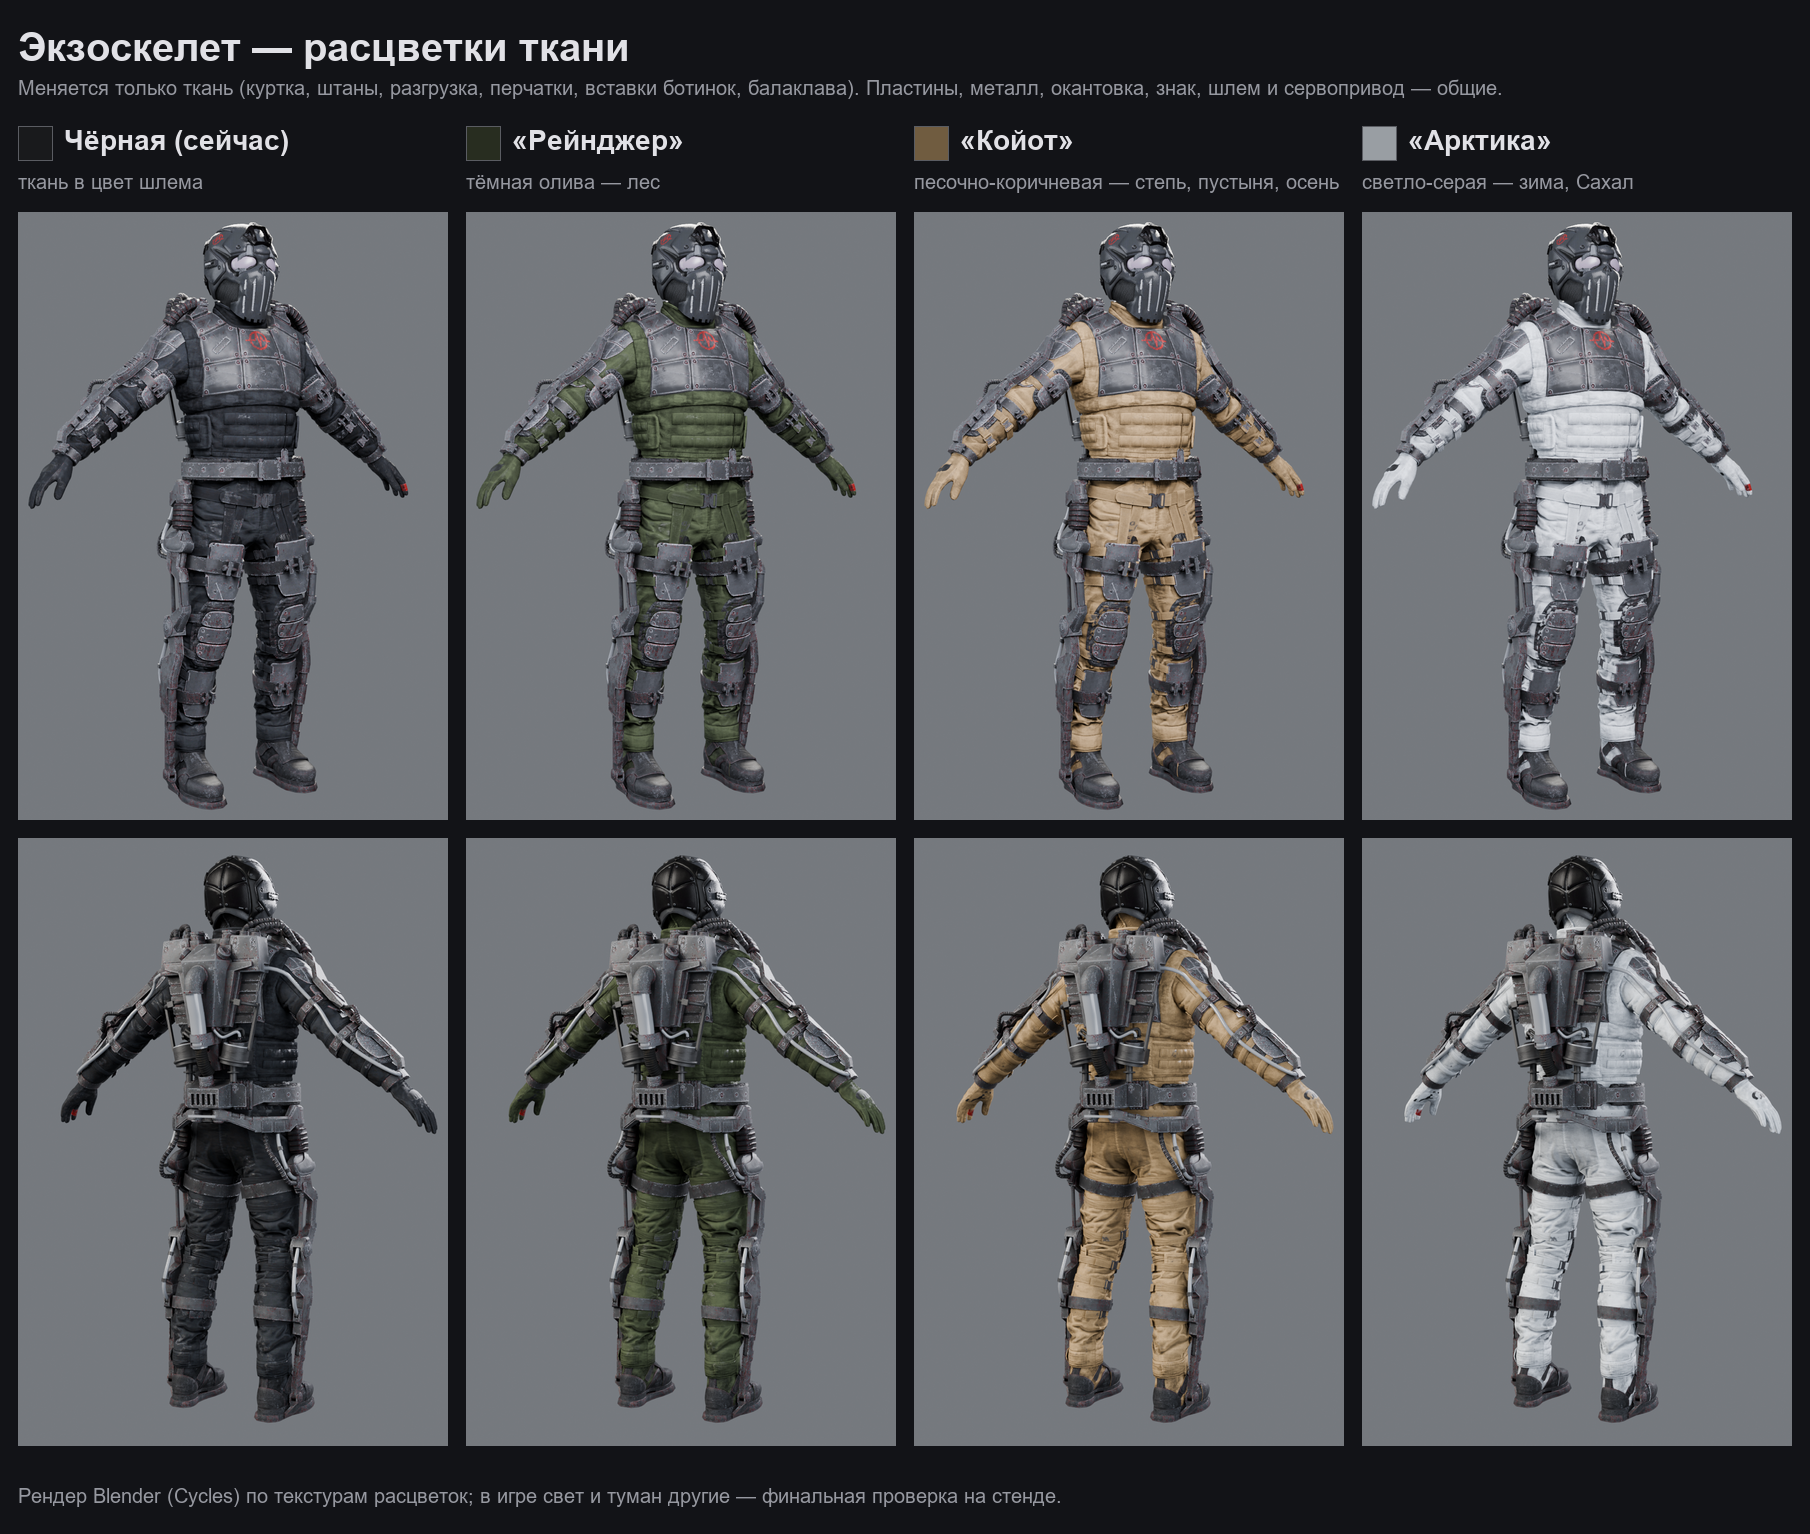 Экзоскелет — расцветки ткани
Меняется только ткань (куртка, штаны, разгрузка, перчатки, вставки ботинок, балаклава). Пластины, металл, окантовка, знак, шлем и сервопривод — общие.
Чёрная (сейчас)
ткань в цвет шлема
«Рейнджер»
тёмная олива — лес
«Койот»
песочно-коричневая — степь, пустыня, осень
«Арктика»
светло-серая — зима, Сахал
Рендер Blender (Cycles) по текстурам расцветок; в игре свет и туман другие — финальная проверка на стенде.